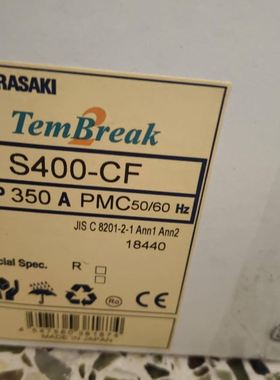 RASAKI
TemBreak 2
S400-CF
P 350 A PMC 50/60 Hz
JIS C 8201-2-1 Ann1 Ann2
18440
cial Spec. R
Ro CE
MADE IN JAPAN